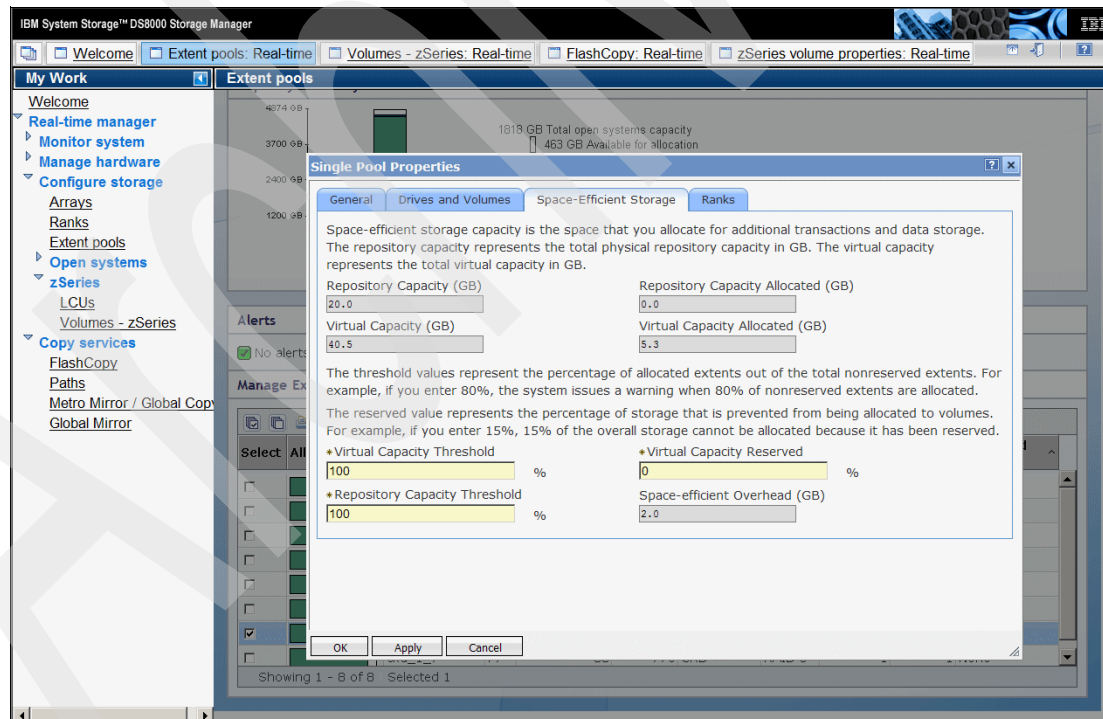 IBM System Storage™ DS8000 Storage Manager
Welcome Extent pools: Real-time Volumes - zSeries: Real-time FlashCopy: Real-time zSeries volume properties: Real-time
My Work
Extent pools
Welcome
Real-time manager
Monitor system
Manage hardware
Configure storage
Arrays
Ranks
Extent pools
Open systems
zSeries
LCUs
Volumes - zSeries
Copy services
FlashCopy
Paths
Metro Mirror / Global Copy
Global Mirror
4874 GB
3700 GB
2400 GB
1200 GB
1818 GB Total open systems capacity
463 GB Available for allocation
Alerts
No alerts
Manage Ex
Select All
Single Pool Properties
General Drives and Volumes Space-Efficient Storage Ranks
Space-efficient storage capacity is the space that you allocate for additional transactions and data storage.
The repository capacity represents the total physical repository capacity in GB. The virtual capacity
represents the total virtual capacity in GB.
Repository Capacity (GB) Repository Capacity Allocated (GB)
20.0 0.0
Virtual Capacity (GB) Virtual Capacity Allocated (GB)
40.5 5.3
The threshold values represent the percentage of allocated extents out of the total nonreserved extents. For
example, if you enter 80%, the system issues a warning when 80% of nonreserved extents are allocated.
The reserved value represents the percentage of storage that is prevented from being allocated to volumes.
For example, if you enter 15%, 15% of the overall storage cannot be allocated because it has been reserved.
*Virtual Capacity Threshold *Virtual Capacity Reserved
100 % 0 %
*Repository Capacity Threshold Space-efficient Overhead (GB)
100 % 2.0
OK Apply Cancel
Showing 1 - 8 of 8 Selected 1